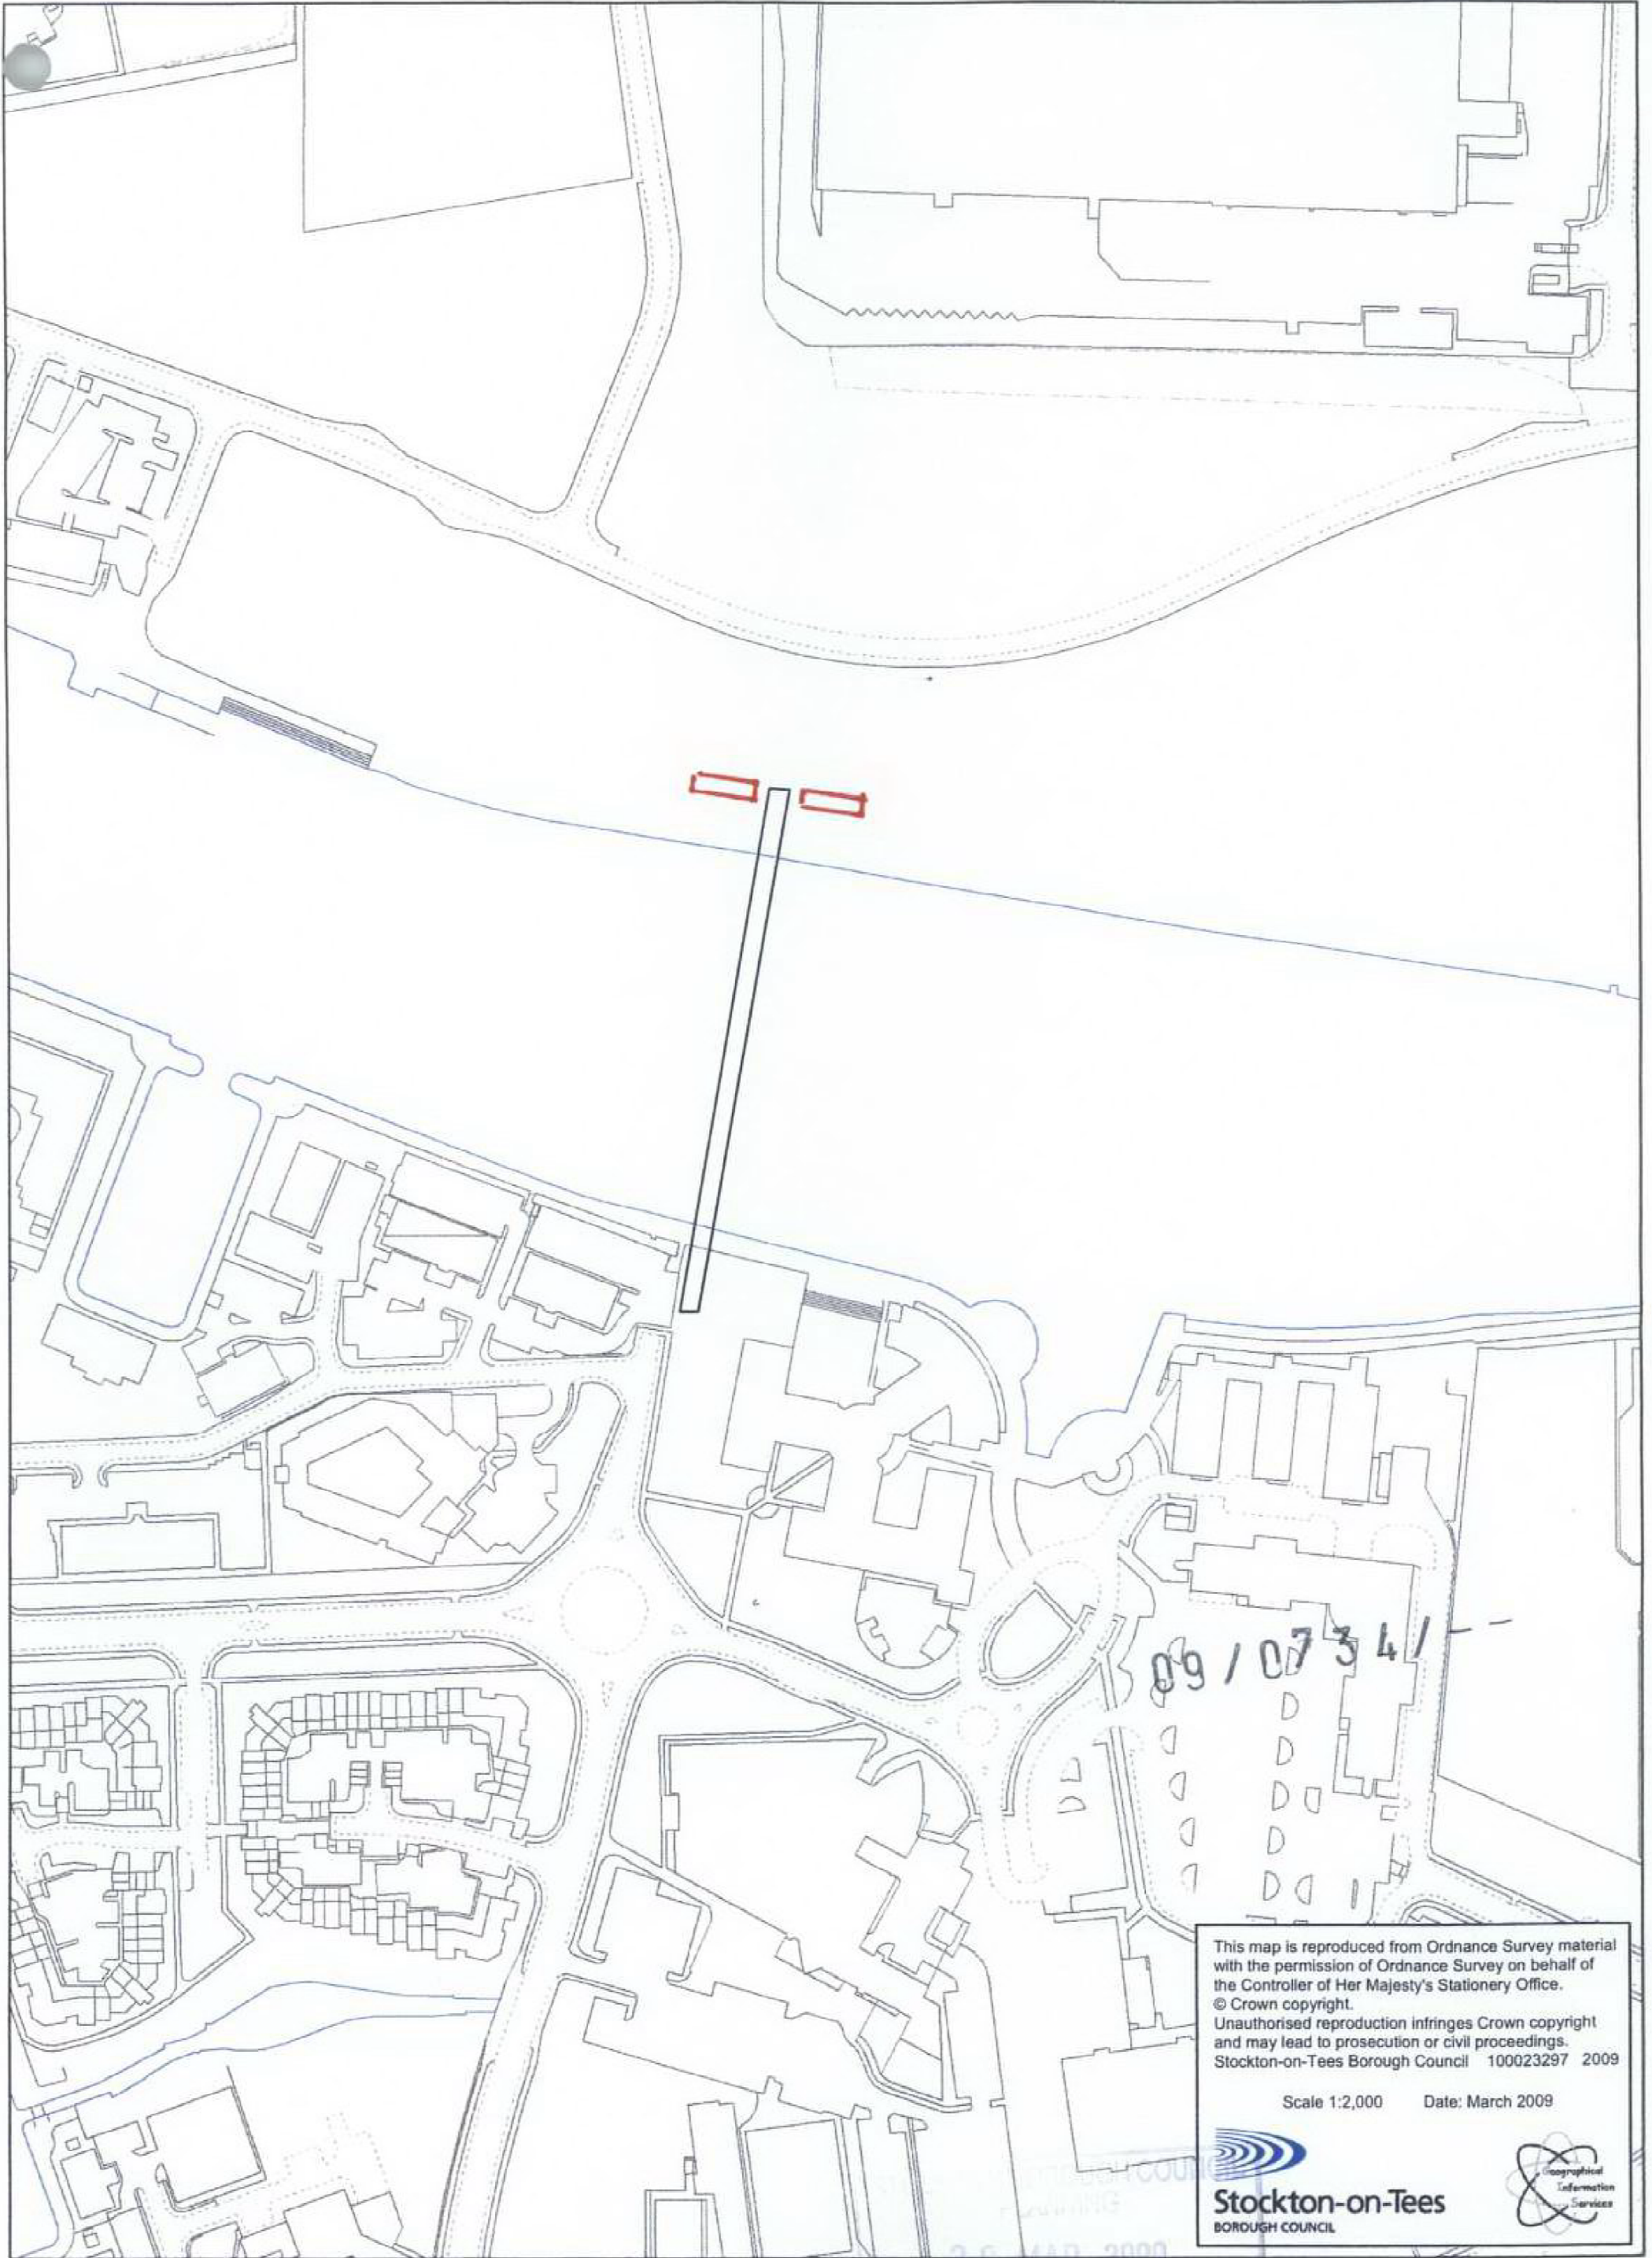 09/0734/--
This map is reproduced from Ordnance Survey material
with the permission of Ordnance Survey on behalf of
the Controller of Her Majesty's Stationery Office.
© Crown copyright.
Unauthorised reproduction infringes Crown copyright
and may lead to prosecution or civil proceedings.
Stockton-on-Tees Borough Council 100023297 2009
Scale 1:2,000 Date: March 2009
Stockton-on-Tees
BOROUGH COUNCIL
Geographical
Information
Services
MAR